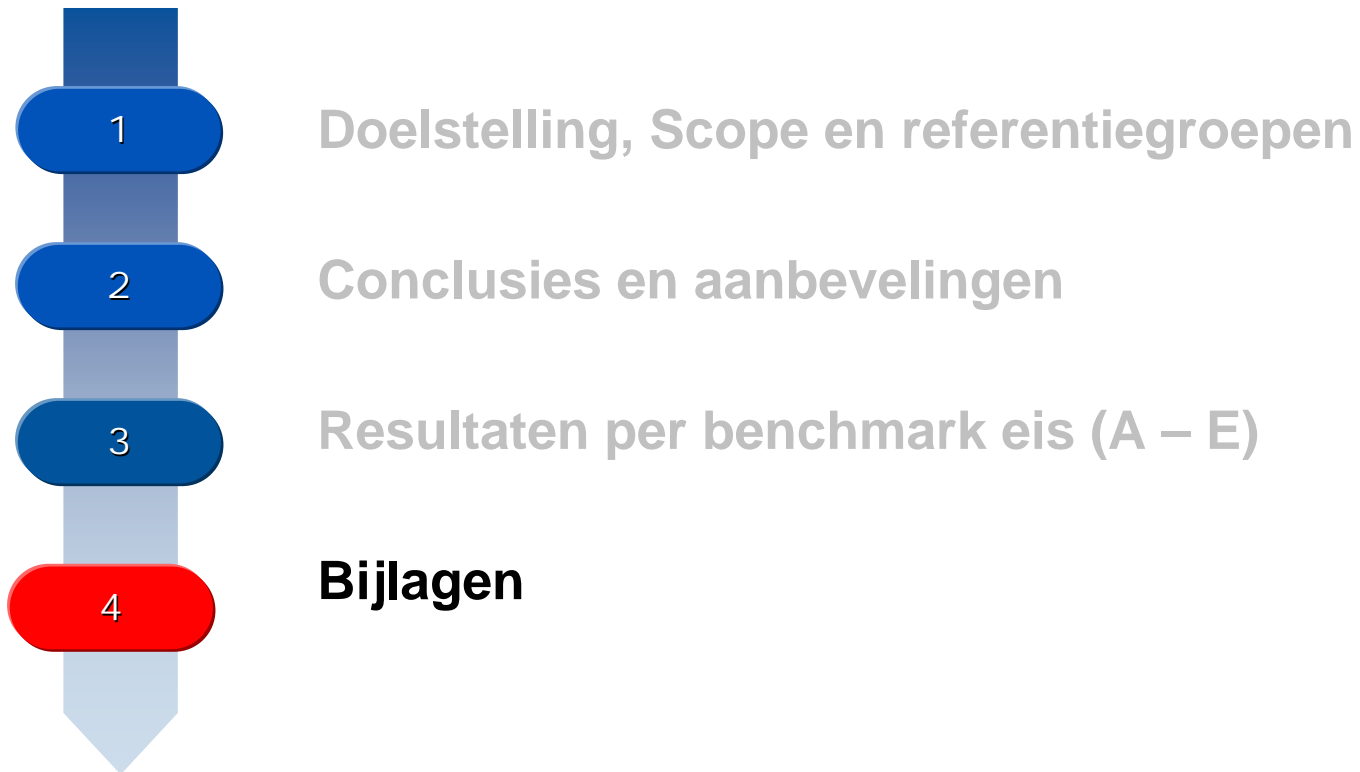 1 Doelstelling, Scope en referentiegroepen
2 Conclusies en aanbevelingen
3 Resultaten per benchmark eis (A – E)
4 Bijlagen